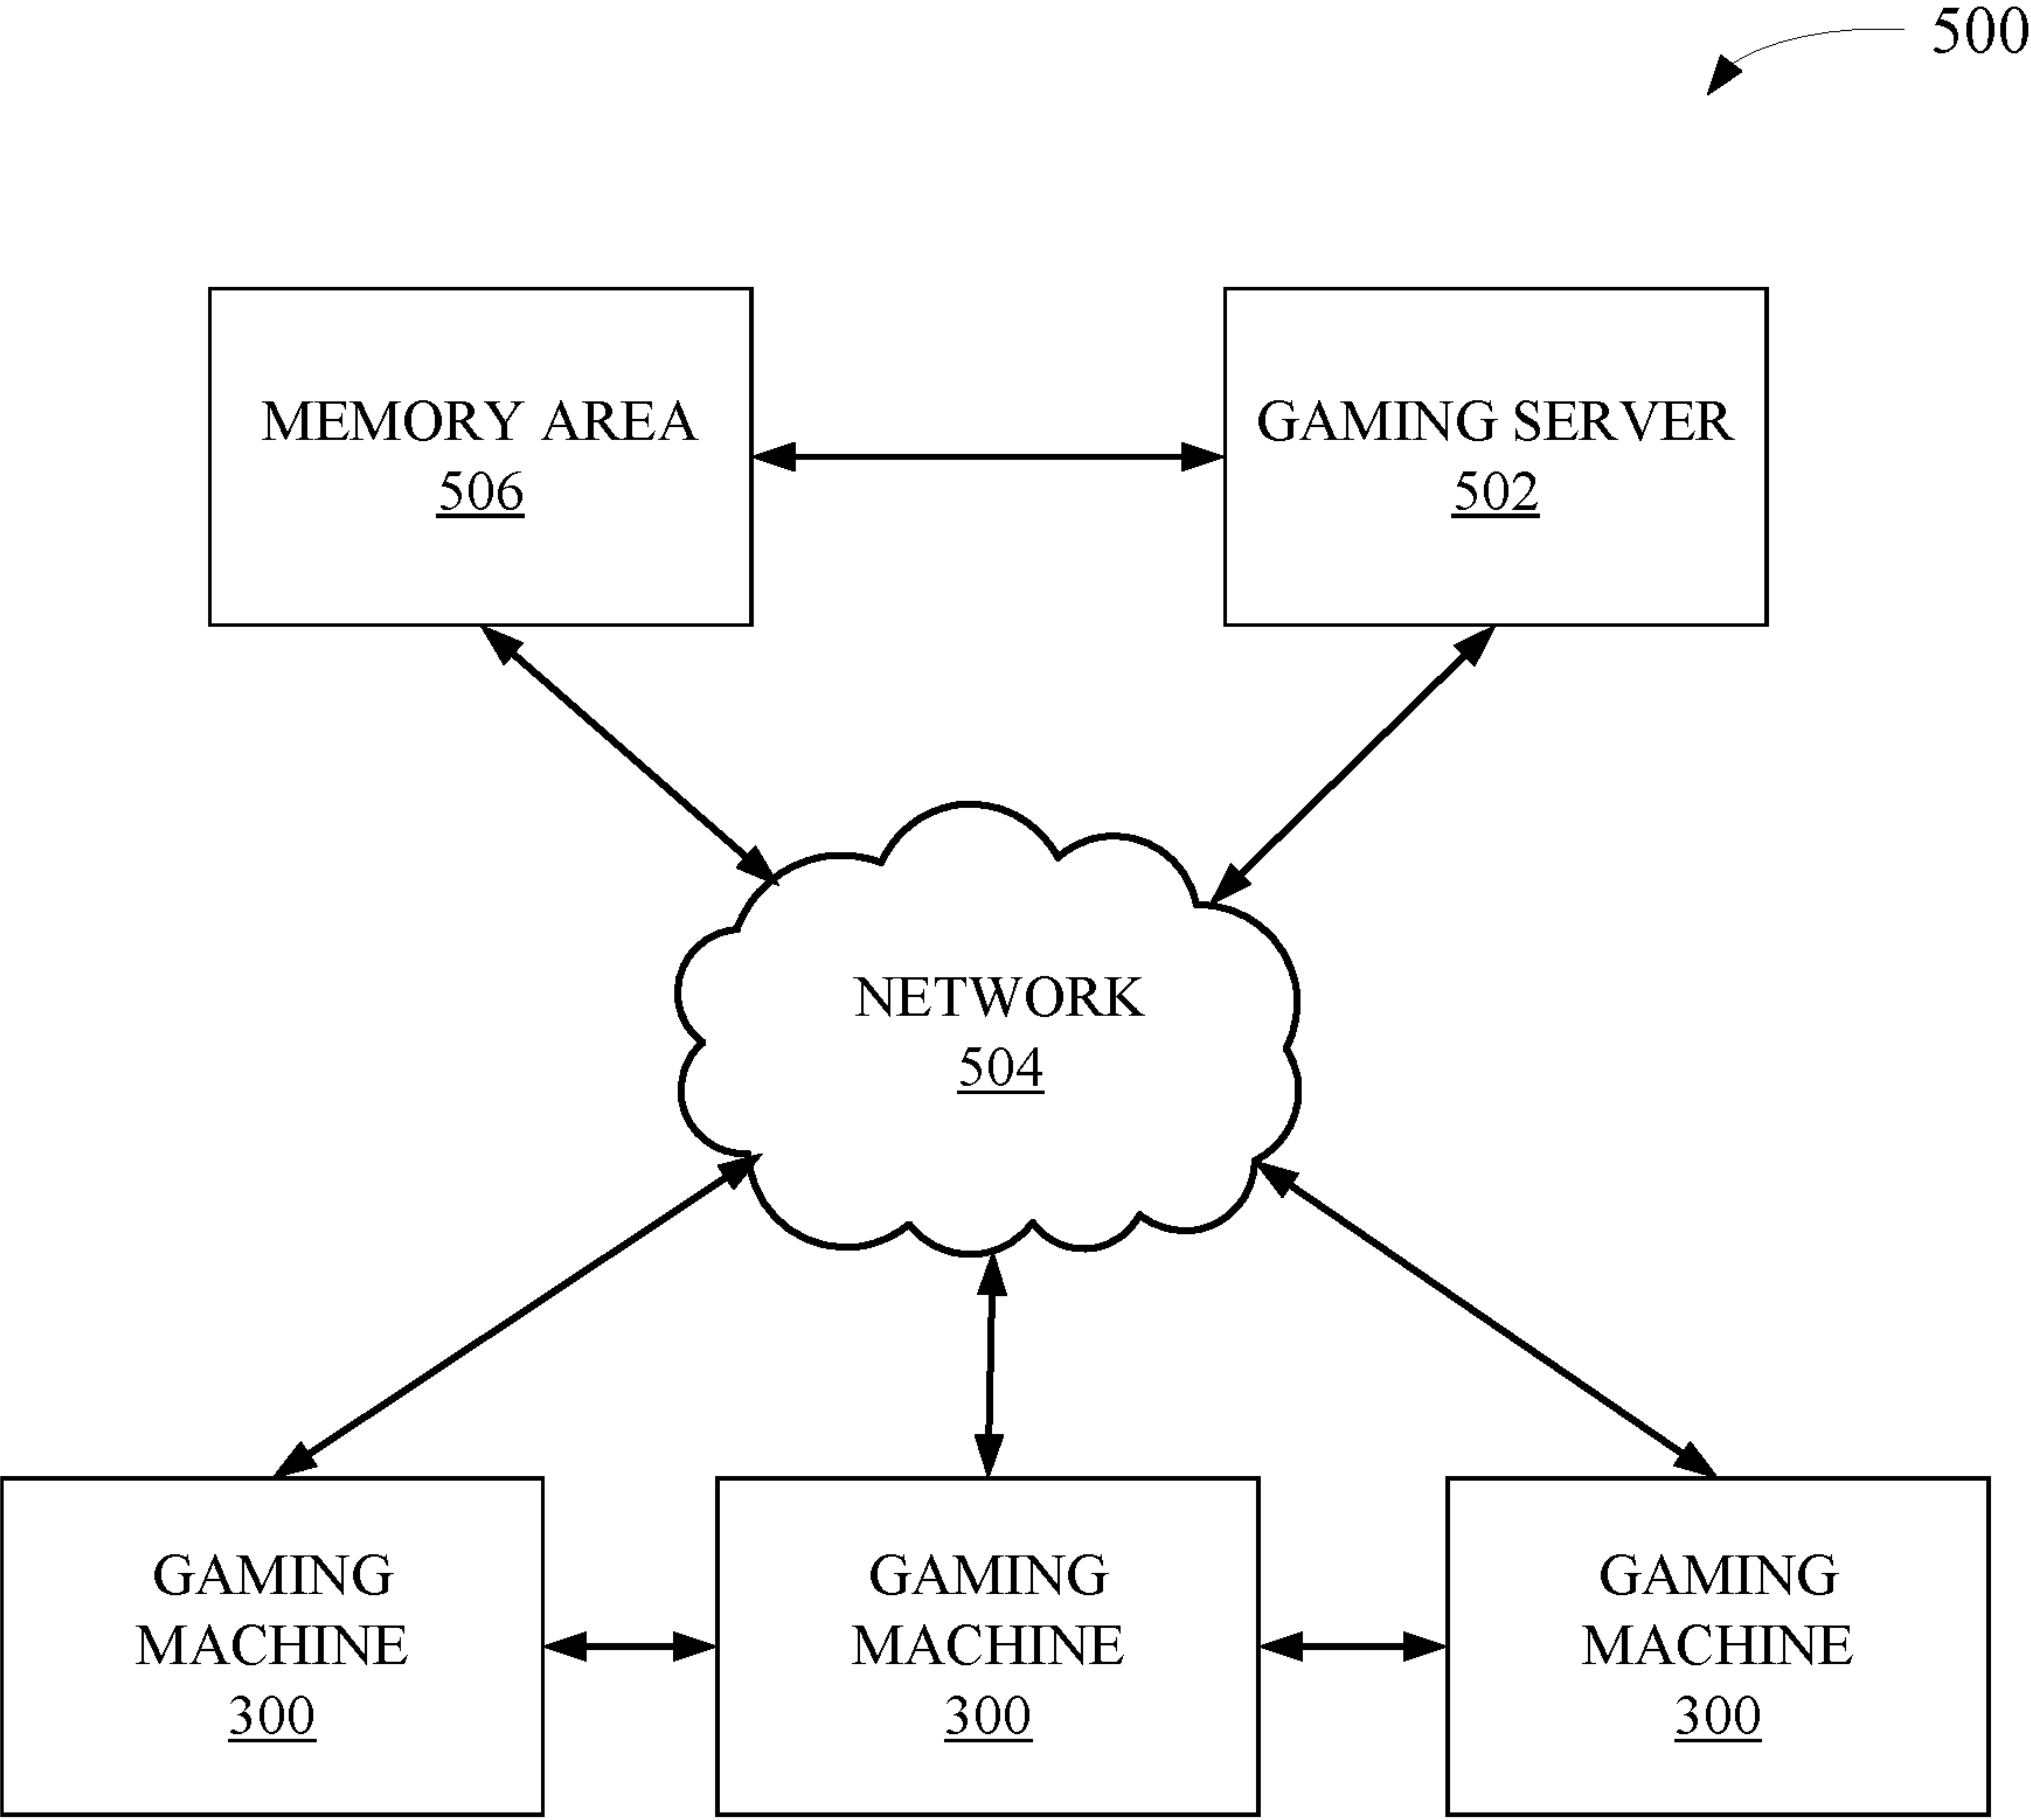 500
MEMORY AREA
506
GAMING SERVER
502
NETWORK
504
GAMING
MACHINE
300
GAMING
MACHINE
300
GAMING
MACHINE
300